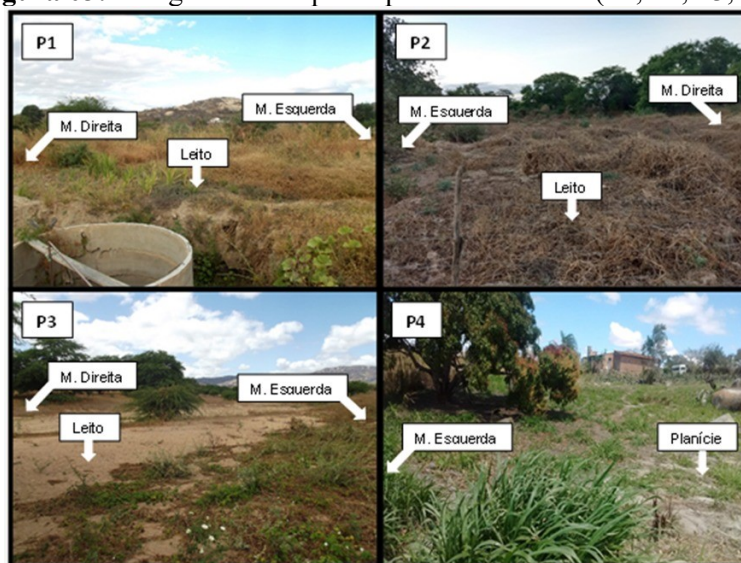 P1
M. Esquerda
M. Direita
Leito
P2
M. Direita
M. Esquerda
Leito
P3
M. Direita
M. Esquerda
Leito
P4
M. Esquerda
Planície